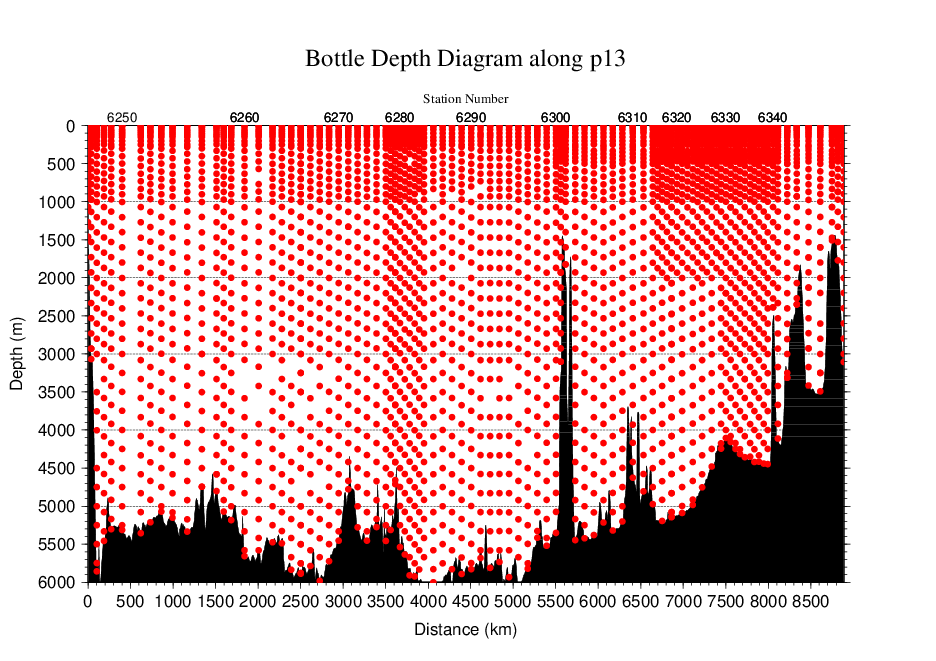 Bottle Depth Diagram along p13
Station Number
6250 6260 6270 6280 6290 6300 6310 6320 6330 6340
0
500
1000
1500
2000
2500
3000
3500
4000
4500
5000
5500
6000
Depth (m)
0 500 1000 1500 2000 2500 3000 3500 4000 4500 5000 5500 6000 6500 7000 7500 8000 8500
Distance (km)